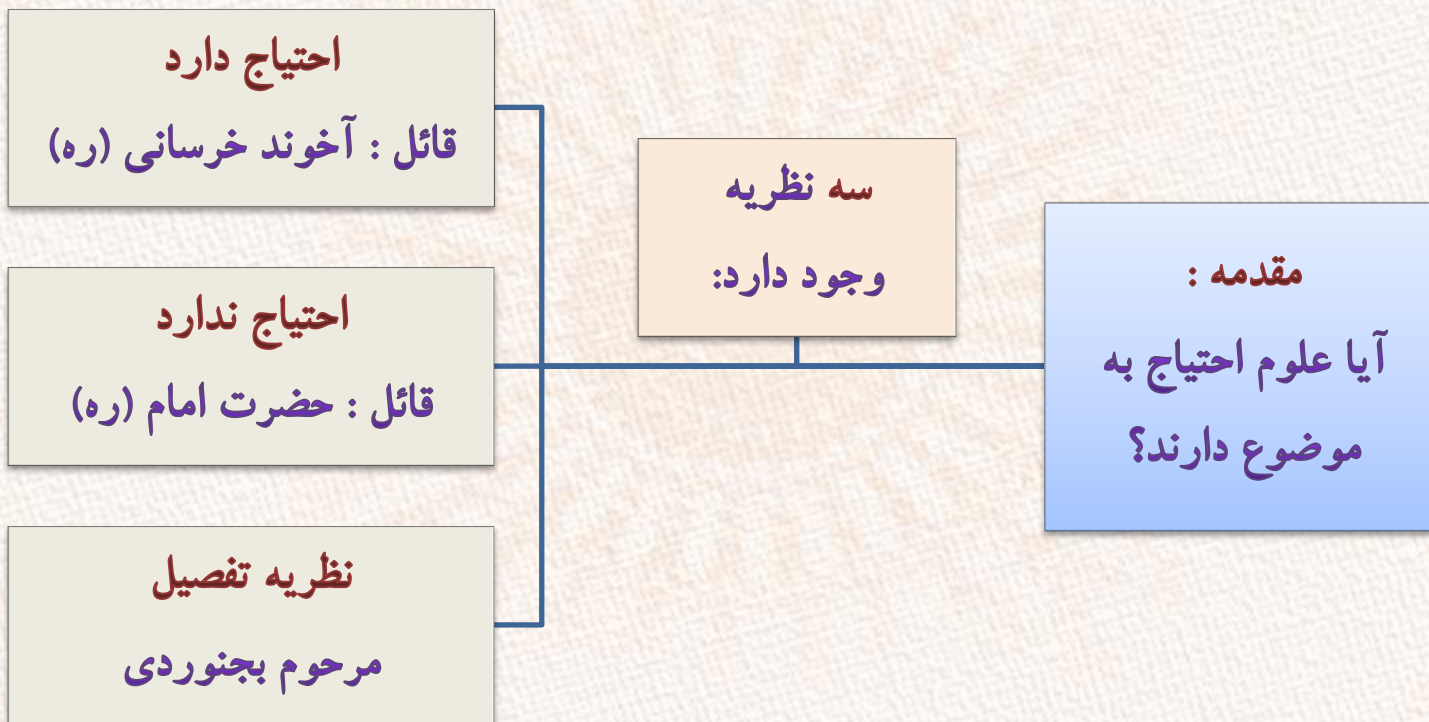 مقدمه :
آیا علوم احتیاج به
موضوع دارند؟
سه نظریه
وجود دارد:
احتیاج دارد
قائل : آخوند خرسانی (ره)
احتیاج ندارد
قائل : حضرت امام (ره)
نظریه تفصیل
مرحوم بجنوردی